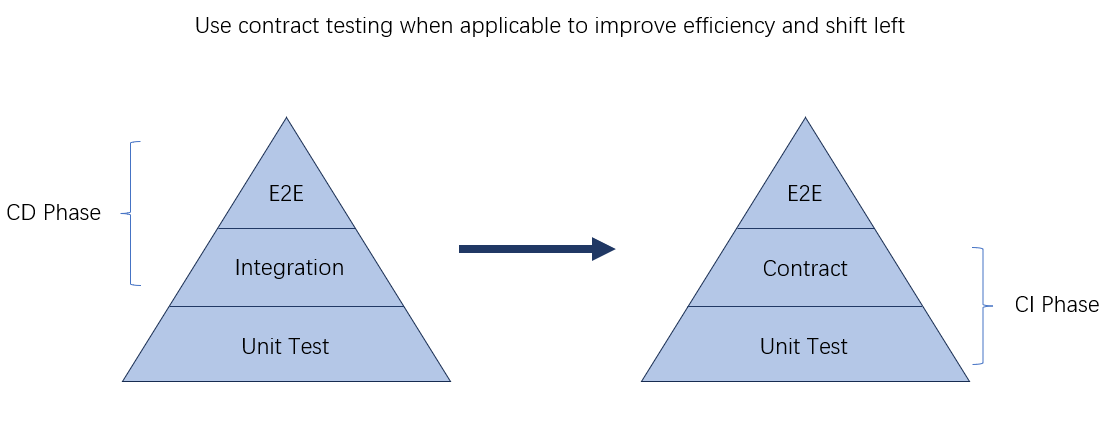 Use contract testing when applicable to improve efficiency and shift left
E2E
CD Phase
Integration
Unit Test
E2E
Contract
CI Phase
Unit Test